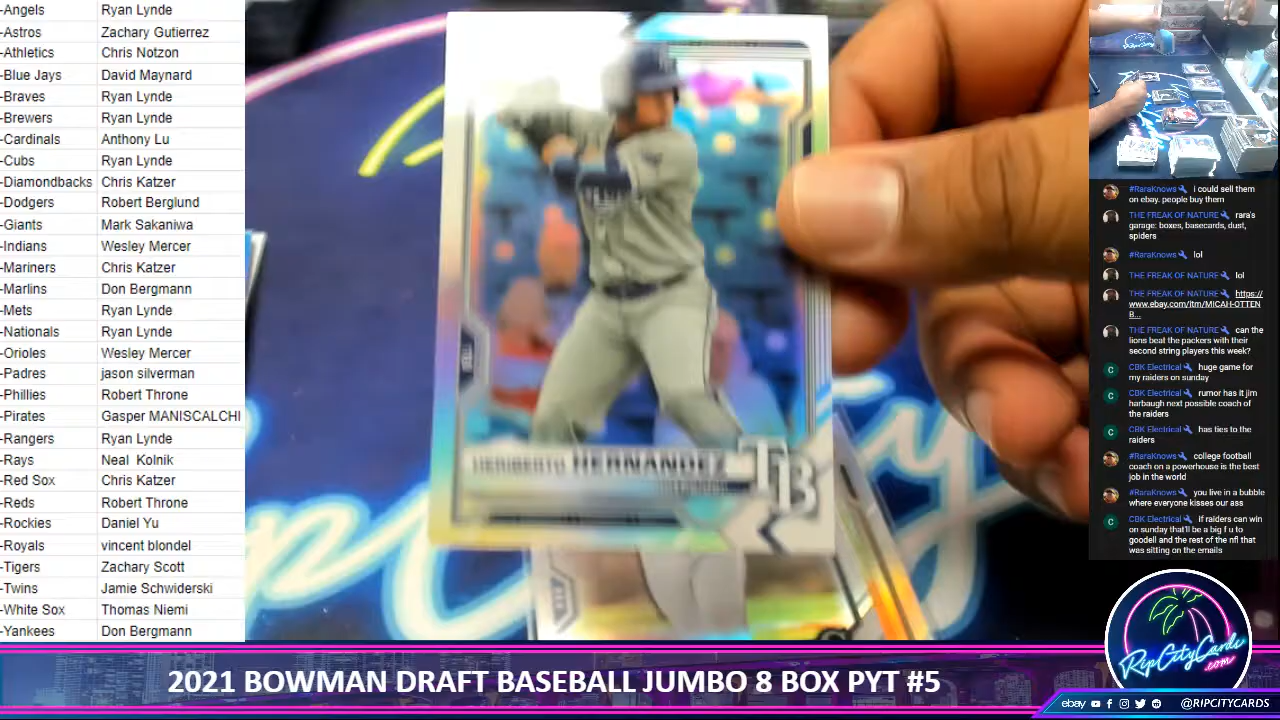 -Angels Ryan Lynde
-Astros Zachary Gutierrez
-Athletics Chris Notzon
-Blue Jays David Maynard
-Braves Ryan Lynde
-Brewers Ryan Lynde
-Cardinals Anthony Lu
-Cubs Ryan Lynde
-Diamondbacks Chris Katzer
-Dodgers Robert Berglund
-Giants Mark Sakaniwa
-Indians Wesley Mercer
-Mariners Chris Katzer
-Marlins Don Bergmann
-Mets Ryan Lynde
-Nationals Ryan Lynde
-Orioles Wesley Mercer
-Padres jason silverman
-Phillies Robert Throne
-Pirates Gasper MANISCALCHI
-Rangers Ryan Lynde
-Rays Neal Kolnik
-Red Sox Chris Katzer
-Reds Robert Throne
-Rockies Daniel Yu
-Royals vincent blondel
-Tigers Zachary Scott
-Twins Jamie Schwiderski
-White Sox Thomas Niemi
-Yankees Don Bergmann
HERIBERTO HERNANDEZ
TB
#RaraKnows i could sell them
on ebay. people buy them
THE FREAK OF NATURE rara's
garage: boxes, basecards, dust,
spiders
#RaraKnows lol
THE FREAK OF NATURE lol
THE FREAK OF NATURE https://
www.ebay.com/itm/MICAH-OTTEN
B...
THE FREAK OF NATURE can the
lions beat the packers with their
second string players this week?
C CBK Electrical huge game for
my raiders on sunday
C CBK Electrical rumor has it jim
harbaugh next possible coach of
the raiders
C CBK Electrical has ties to the
raiders
#RaraKnows college football
coach on a powerhouse is the best
job in the world
#RaraKnows you live in a bubble
where everyone kisses our ass
C CBK Electrical if raiders can win
on sunday that'll be a big f u to
goodell and the rest of the nfl that
was sitting on the emails
RipCityCards
.com
2021 BOWMAN DRAFT BASEBALL JUMBO 8 BOX PYT #5
ebay @RIPCITYCARDS